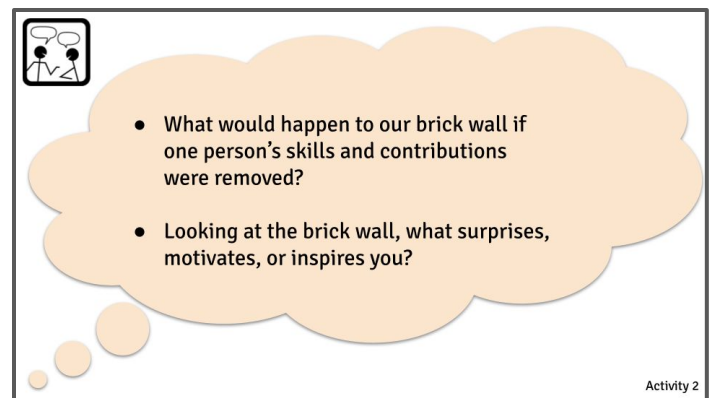 ● What would happen to our brick wall if
one person’s skills and contributions
were removed?
● Looking at the brick wall, what surprises,
motivates, or inspires you?
Activity 2